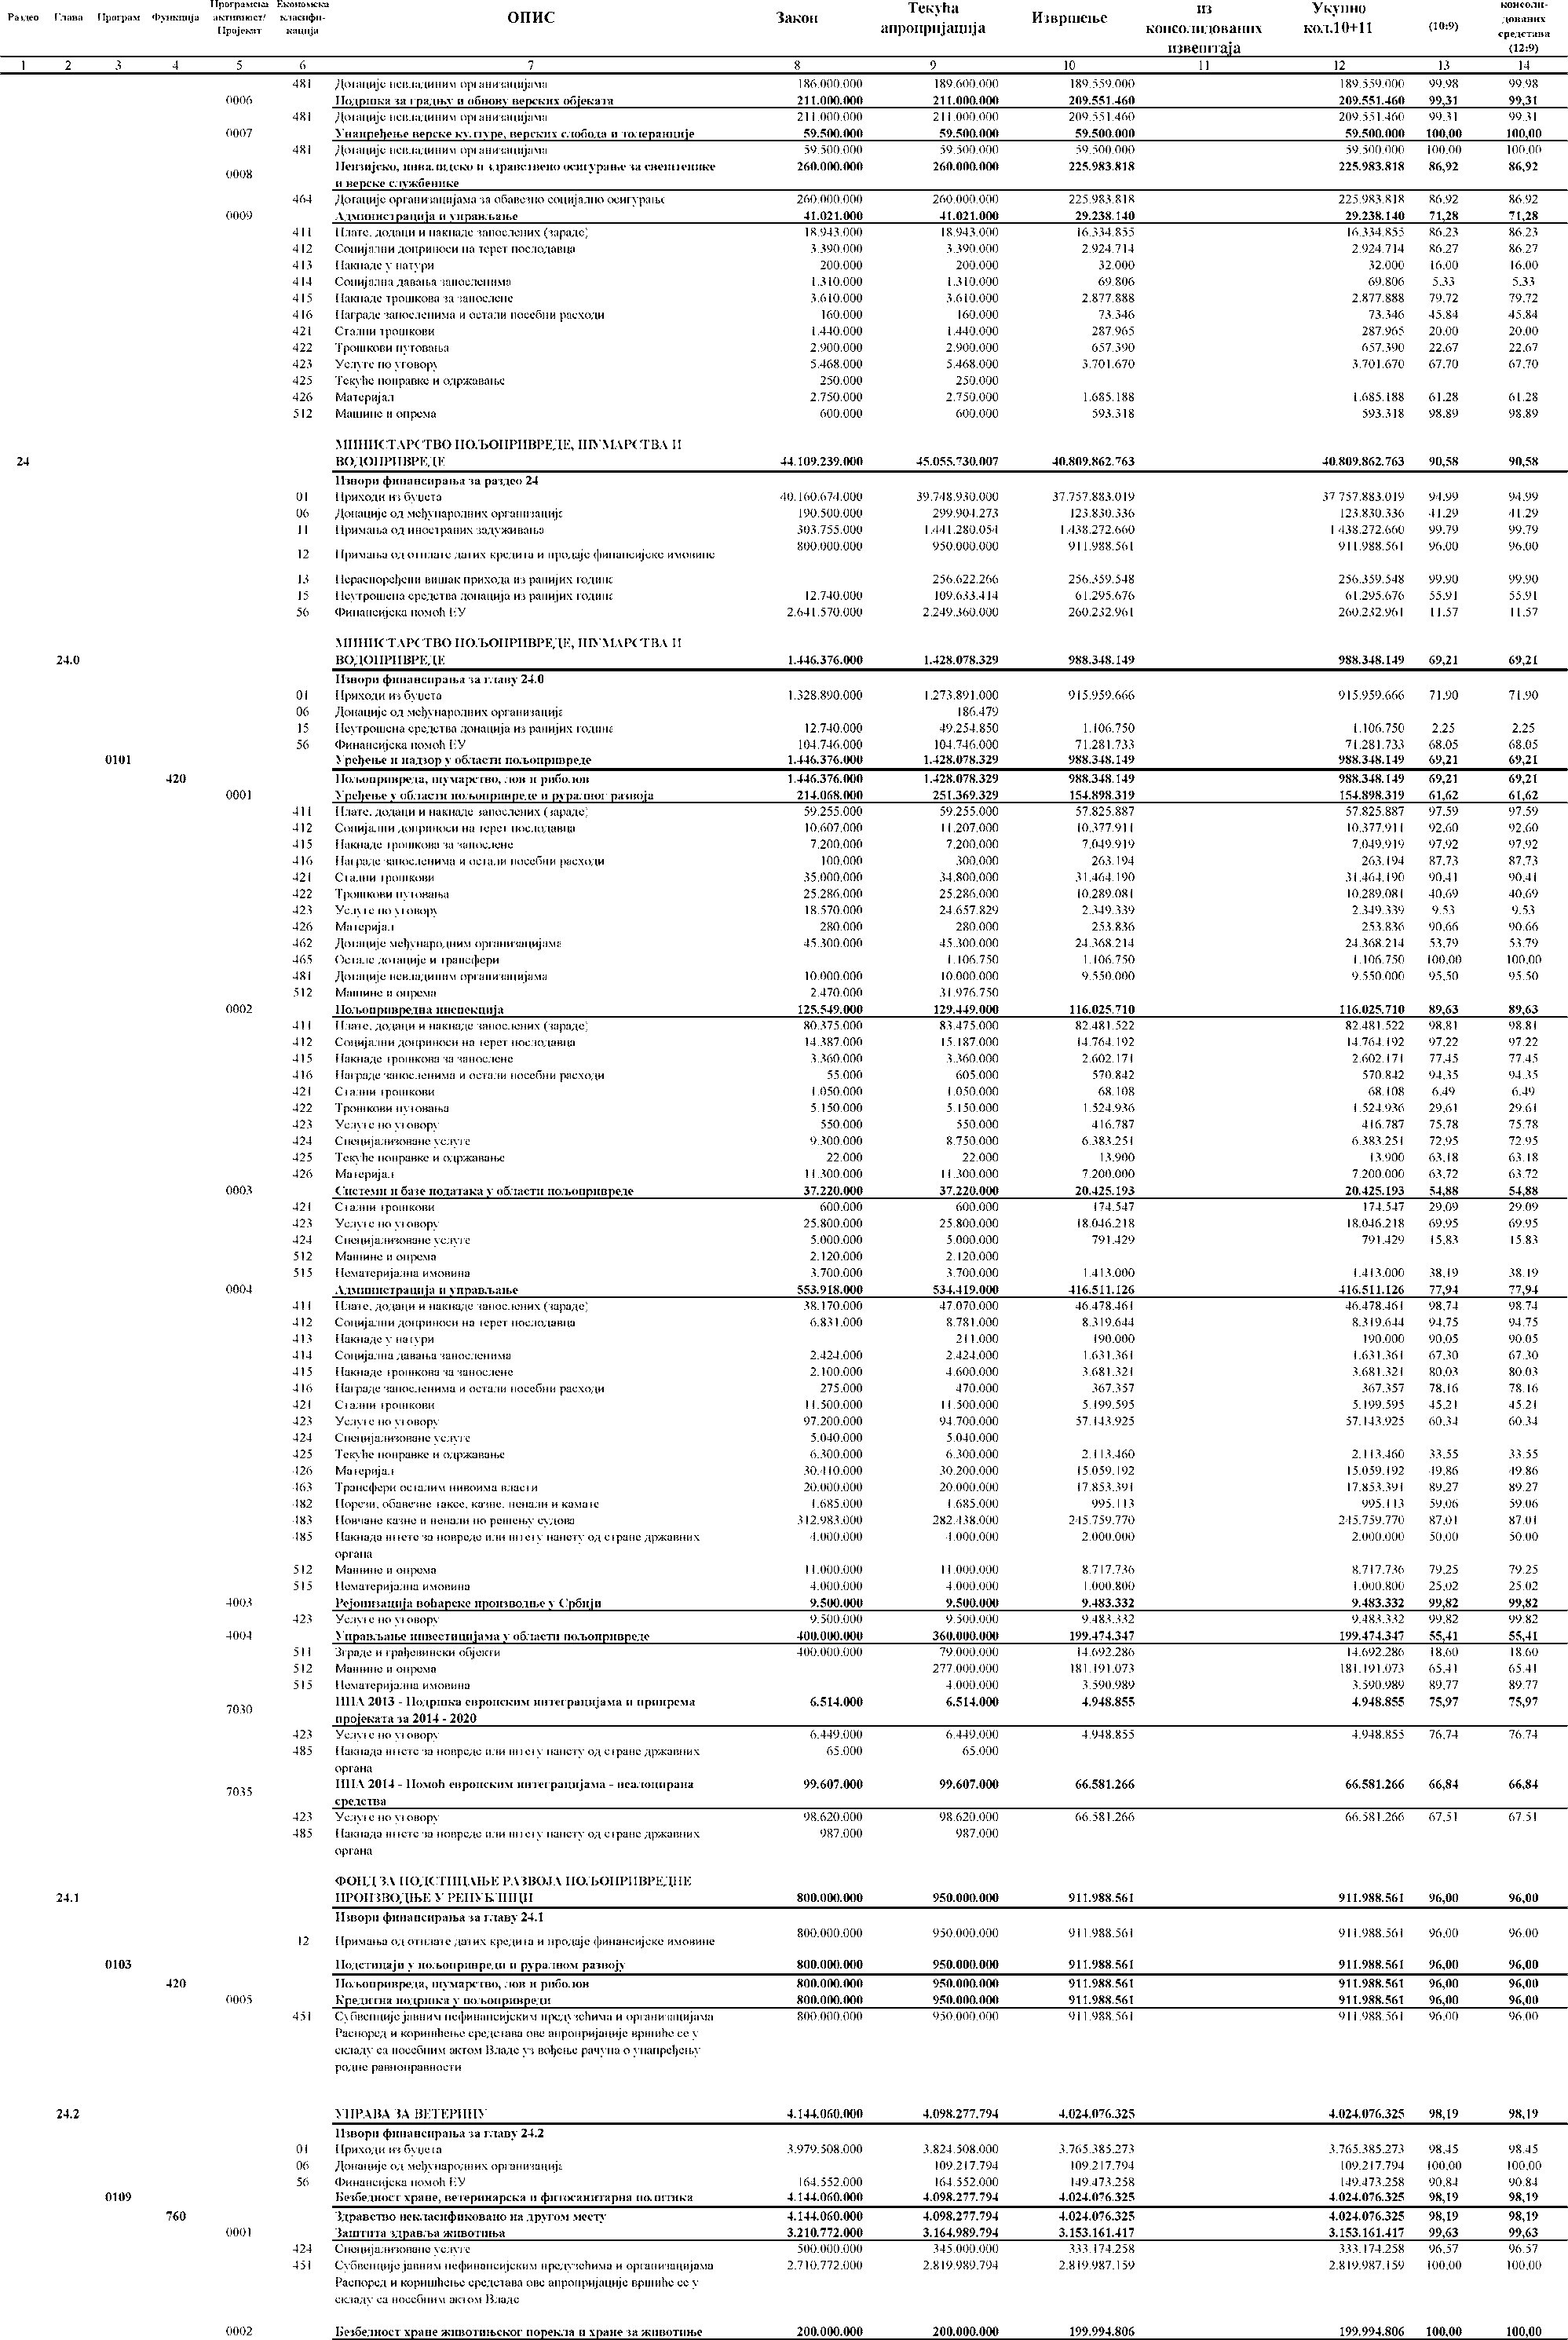 Раздео Глава Програм Функција Програмска активност/ Пројекат Економска класифи-кација ОПИС Закон Текућа апропријација Извршење из консолидованих извештаја Укупно кол.10+11 (10:9) консоли-дованих средстава (12:9)
1 2 3 4 5 6 7 8 9 10 11 12 13 14
481 Дотације невладиним организацијама 186.000.000 189.600.000 189.559.000 189.559.000 99,98 99,98
0006 Подршка за градњу и обнову верских објеката 211.000.000 211.000.000 209.551.460 209.551.460 99,31 99,31
481 Дотације невладиним организацијама 211.000.000 211.000.000 209.551.460 209.551.460 99,31 99,31
0007 Унапређење верске културе, верских слобода и толеранције 59.500.000 59.500.000 59.500.000 59.500.000 100,00 100,00
481 Дотације невладиним организацијама 59.500.000 59.500.000 59.500.000 59.500.000 100,00 100,00
0008 Пензијско, инвалидско и здравствено осигурање за свештенике 260.000.000 260.000.000 225.983.818 225.983.818 86,92 86,92
и верске службенике
464 Дотације организацијама за обавезно социјално осигурање 260.000.000 260.000.000 225.983.818 225.983.818 86,92 86,92
0009 Администрација и управљање 41.021.000 41.021.000 29.238.140 29.238.140 71,28 71,28
411 Плате, додаци и накнаде запослених (зараде) 18.943.000 18.943.000 16.334.855 16.334.855 86,23 86,23
412 Социјални доприноси на терет послодавца 3.390.000 3.390.000 2.924.714 2.924.714 86,27 86,27
413 Накнаде у натури 200.000 200.000 32.000 32.000 16,00 16,00
414 Социјална давања запосленима 1.310.000 1.310.000 69.806 69.806 5,33 5,33
415 Накнаде трошкова за запослене 3.610.000 3.610.000 2.877.888 2.877.888 79,72 79,72
416 Награде запосленима и остали посебни расходи 160.000 160.000 73.346 73.346 45,84 45,84
421 Стални трошкови 1.440.000 1.440.000 287.965 287.965 20,00 20,00
422 Трошкови путовања 2.900.000 2.900.000 657.390 657.390 22,67 22,67
423 Услуге по уговору 5.468.000 5.468.000 3.701.670 3.701.670 67,70 67,70
425 Текуће поправке и одржавање 250.000 250.000
426 Материјал 2.750.000 2.750.000 1.685.188 1.685.188 61,28 61,28
512 Машине и опрема 600.000 600.000 593.318 593.318 98,89 98,89
МИНИСТАРСТВО ПОЉОПРИВРЕДЕ, ШУМАРСТВА И
24 ВОДОПРИВРЕДЕ 44.109.239.000 45.055.730.007 40.809.862.763 40.809.862.763 90,58 90,58
Извори финансирања за раздео 24
01 Приходи из буџета 40.160.674.000 39.748.930.000 37.757.883.019 37.757.883.019 94,99 94,99
06 Донације од међународних организације 190.500.000 299.904.273 123.830.336 123.830.336 41,29 41,29
11 Примања од иностраних задуживања 303.755.000 1.441.280.054 1.438.272.660 1.438.272.660 99,79 99,79
12 Примања од отплате датих кредита и продаје финансијске имовине 800.000.000 950.000.000 911.988.561 911.988.561 96,00 96,00
13 Нераспоређени вишак прихода из ранијих година 256.622.266 256.359.548 256.359.548 99,90 99,90
15 Неутрошена средства донација из ранијих година 12.740.000 109.633.414 61.295.676 61.295.676 55,91 55,91
56 Финансијска помоћ ЕУ 2.641.570.000 2.249.360.000 260.232.961 260.232.961 11,57 11,57
МИНИСТАРСТВО ПОЉОПРИВРЕДЕ, ШУМАРСТВА И
24.0 ВОДОПРИВРЕДЕ 1.446.376.000 1.428.078.329 988.348.149 988.348.149 69,21 69,21
Извори финансирања за главу 24.0
01 Приходи из буџета 1.328.890.000 1.273.891.000 915.959.666 915.959.666 71,90 71,90
06 Донације од међународних организација 186.479
15 Неутрошена средства донација из ранијих година 12.740.000 49.254.850 1.106.750 1.106.750 2,25 2,25
56 Финансијска помоћ ЕУ 104.746.000 104.746.000 71.281.733 71.281.733 68,05 68,05
0101 Уређење и надзор у области пољопривреде 1.446.376.000 1.428.078.329 988.348.149 988.348.149 69,21 69,21
420 Пољопривреда, шумарство, лов и риболов 1.446.376.000 1.428.078.329 988.348.149 988.348.149 69,21 69,21
0001 Уређење у области пољопривреде и руралног развоја 214.068.000 251.369.329 154.898.319 154.898.319 61,62 61,62
411 Плате, додаци и накнаде запослених (зараде) 59.255.000 59.255.000 57.825.887 57.825.887 97,59 97,59
412 Социјални доприноси на терет послодавца 10.607.000 11.207.000 10.377.911 10.377.911 92,60 92,60
415 Накнаде трошкова за запослене 7.200.000 7.200.000 7.049.919 7.049.919 97,92 97,92
416 Награде запосленима и остали посебни расходи 100.000 300.000 263.194 263.194 87,73 87,73
421 Стални трошкови 35.000.000 34.800.000 31.464.190 31.464.190 90,41 90,41
422 Трошкови путовања 25.286.000 25.286.000 10.289.081 10.289.081 40,69 40,69
423 Услуге по уговору 18.570.000 24.657.829 2.349.339 2.349.339 9,53 9,53
426 Материјал 280.000 280.000 253.836 253.836 90,66 90,66
462 Дотације међународним организацијама 45.300.000 45.300.000 24.368.214 24.368.214 53,79 53,79
465 Остале дотације и трансфери 1.106.750 1.106.750 1.106.750 100,00 100,00
481 Дотације невладиним организацијама 10.000.000 10.000.000 9.550.000 9.550.000 95,50 95,50
512 Машине и опрема 2.470.000 31.976.750
0002 Пољопривредна инспекција 125.549.000 129.449.000 116.025.710 116.025.710 89,63 89,63
411 Плате, додаци и накнаде запослених (зараде) 80.375.000 83.475.000 82.481.522 82.481.522 98,81 98,81
412 Социјални доприноси на терет послодавца 14.387.000 15.187.000 14.764.192 14.764.192 97,22 97,22
415 Накнаде трошкова за запослене 3.360.000 3.360.000 2.602.171 2.602.171 77,45 77,45
416 Награде запосленима и остали посебни расходи 55.000 605.000 570.842 570.842 94,35 94,35
421 Стални трошкови 1.050.000 1.050.000 68.108 68.108 6,49 6,49
422 Трошкови путовања 5.150.000 5.150.000 1.524.936 1.524.936 29,61 29,61
423 Услуге по уговору 550.000 550.000 416.787 416.787 75,78 75,78
424 Специјализоване услуге 9.300.000 8.750.000 6.383.251 6.383.251 72,95 72,95
425 Текуће поправке и одржавање 22.000 22.000 13.900 13.900 63,18 63,18
426 Материјал 11.300.000 11.300.000 7.200.000 7.200.000 63,72 63,72
0003 Системи и базе података у области пољопривреде 37.220.000 37.220.000 20.425.193 20.425.193 54,88 54,88
421 Стални трошкови 600.000 600.000 174.547 174.547 29,09 29,09
423 Услуге по уговору 25.800.000 25.800.000 18.046.218 18.046.218 69,95 69,95
424 Специјализоване услуге 5.000.000 5.000.000 791.429 791.429 15,83 15,83
512 Машине и опрема 2.120.000 2.120.000
515 Нематеријална имовина 3.700.000 3.700.000 1.413.000 1.413.000 38,19 38,19
0004 Администрација и управљање 553.918.000 534.419.000 416.511.126 416.511.126 77,94 77,94
411 Плате, додаци и накнаде запослених (зараде) 38.170.000 47.070.000 46.478.461 46.478.461 98,74 98,74
412 Социјални доприноси на терет послодавца 6.831.000 8.781.000 8.319.644 8.319.644 94,75 94,75
413 Накнаде у натури 211.000 190.000 190.000 90,05 90,05
414 Социјална давања запосленима 2.424.000 2.424.000 1.631.361 1.631.361 67,30 67,30
415 Накнаде трошкова за запослене 2.100.000 4.600.000 3.681.321 3.681.321 80,03 80,03
416 Награде запосленима и остали посебни расходи 275.000 470.000 367.357 367.357 78,16 78,16
421 Стални трошкови 11.500.000 11.500.000 5.199.595 5.199.595 45,21 45,21
423 Услуге по уговору 97.200.000 94.700.000 57.143.925 57.143.925 60,34 60,34
424 Специјализоване услуге 5.040.000 5.040.000
425 Текуће поправке и одржавање 6.300.000 6.300.000 2.113.460 2.113.460 33,55 33,55
426 Материјал 30.410.000 30.200.000 15.059.192 15.059.192 49,86 49,86
463 Трансфери осталим нивоима власти 20.000.000 20.000.000 17.853.391 17.853.391 89,27 89,27
482 Порези, обавезне таксе, казне, пенали и камате 1.685.000 1.685.000 995.113 995.113 59,06 59,06
483 Новчане казне и пенали по решењу судова 312.983.000 282.438.000 245.759.770 245.759.770 87,01 87,01
485 Накнада штете за повреде или штету нанету од стране државних 4.000.000 4.000.000 2.000.000 2.000.000 50,00 50,00
органа
512 Машине и опрема 11.000.000 11.000.000 8.717.736 8.717.736 79,25 79,25
515 Нематеријална имовина 4.000.000 4.000.000 1.000.800 1.000.800 25,02 25,02
4003 Рејонизација воћарске производње у Србији 9.500.000 9.500.000 9.483.332 9.483.332 99,82 99,82
423 Услуге по уговору 9.500.000 9.500.000 9.483.332 9.483.332 99,82 99,82
4004 Управљање инвестицијама у области пољопривреде 400.000.000 360.000.000 199.474.347 199.474.347 55,41 55,41
511 Зграде и грађевински објекти 400.000.000 79.000.000 14.692.286 14.692.286 18,60 18,60
512 Машине и опрема 277.000.000 181.191.073 181.191.073 65,41 65,41
515 Нематеријална имовина 4.000.000 3.590.989 3.590.989 89,77 89,77
7030 ИПА 2013 - Подршка европским интеграцијама и припрема 6.514.000 6.514.000 4.948.855 4.948.855 75,97 75,97
пројеката за 2014 - 2020
423 Услуге по уговору 6.449.000 6.449.000 4.948.855 4.948.855 76,74 76,74
485 Накнада штете за повреде или штету нанету од стране државних 65.000 65.000
органа
7035 ИПА 2014 - Помоћ европским интеграцијама - неалоцирана 99.607.000 99.607.000 66.581.266 66.581.266 66,84 66,84
средства
423 Услуге по уговору 98.620.000 98.620.000 66.581.266 66.581.266 67,51 67,51
485 Накнада штете за повреде или штету нанету од стране државних 987.000 987.000
органа
ФОНД ЗА ПОДСТИЦАЊЕ РАЗВОЈА ПОЉОПРИВРЕДНЕ
24.1 ПРОИЗВОДЊЕ У РЕПУБЛИЦИ 800.000.000 950.000.000 911.988.561 911.988.561 96,00 96,00
Извори финансирања за главу 24.1
12 Примања од отплате датих кредита и продаје финансијске имовине 800.000.000 950.000.000 911.988.561 911.988.561 96,00 96,00
0103 Подстицаји у пољопривреди и руралном развоју 800.000.000 950.000.000 911.988.561 911.988.561 96,00 96,00
420 Пољопривреда, шумарство, лов и риболов 800.000.000 950.000.000 911.988.561 911.988.561 96,00 96,00
0005 Кредитна подршка у пољопривреди 800.000.000 950.000.000 911.988.561 911.988.561 96,00 96,00
451 Субвенције јавним нефинансијским предузећима и организацијама 800.000.000 950.000.000 911.988.561 911.988.561 96,00 96,00
Распоред и коришћење средстава ове апропријације вршиће се у
складу са посебним актом Владе уз вођење рачуна о унапређењу
родне равноправности
24.2 УПРАВА ЗА ВЕТЕРИНУ 4.144.060.000 4.098.277.794 4.024.076.325 4.024.076.325 98,19 98,19
Извори финансирања за главу 24.2
01 Приходи из буџета 3.979.508.000 3.824.508.000 3.765.385.273 3.765.385.273 98,45 98,45
06 Донације од међународних организација 109.217.794 109.217.794 109.217.794 100,00 100,00
56 Финансијска помоћ ЕУ 164.552.000 164.552.000 149.473.258 149.473.258 90,84 90,84
0109 Безбедност хране, ветеринарска и фитосанитарна политика 4.144.060.000 4.098.277.794 4.024.076.325 4.024.076.325 98,19 98,19
760 Здравство некласификовано на другом месту 4.144.060.000 4.098.277.794 4.024.076.325 4.024.076.325 98,19 98,19
0001 Заштита здравља животиња 3.210.772.000 3.164.989.794 3.153.161.417 3.153.161.417 99,63 99,63
424 Специјализоване услуге 500.000.000 345.000.000 333.174.258 333.174.258 96,57 96,57
451 Субвенције јавним нефинансијским предузећима и организацијама 2.710.772.000 2.819.989.794 2.819.987.159 2.819.987.159 100,00 100,00
Распоред и коришћење средстава ове апропријације вршиће се у
складу са посебним актом Владе
0002 Безбедност хране животињског порекла и хране за животиње 200.000.000 200.000.000 199.994.806 199.994.806 100,00 100,00